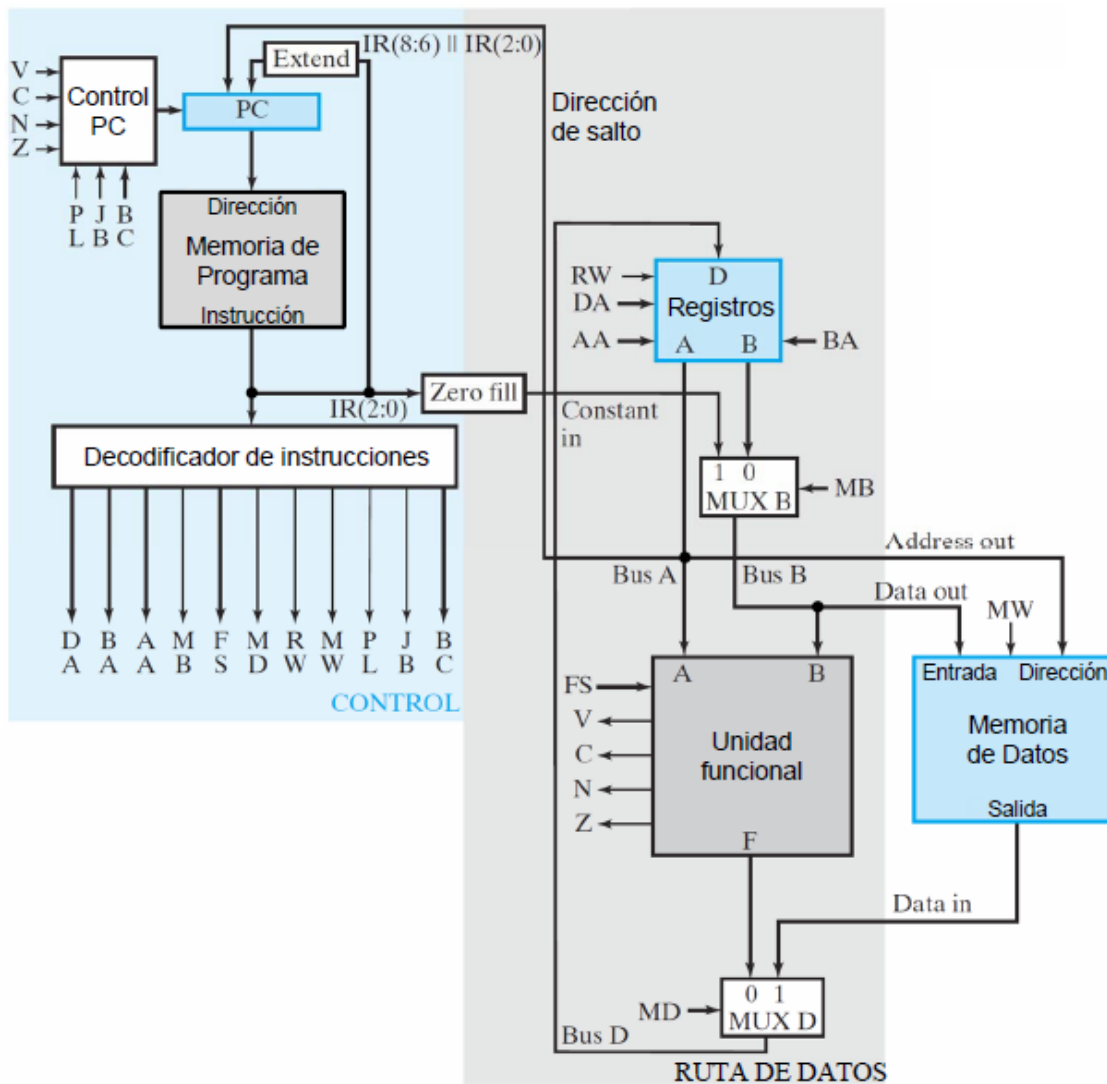 IR(8:6) || IR(2:0)
Extend
V
C
N
Z
Control
PC
PC
Dirección
de salto
P J B
L B C
Dirección
Memoria de
Programa
Instrucción
RW
DA
AA
D
Registros
A B
BA
IR(2:0)
Zero fill
Constant
in
Decodificador de instrucciones
1 0
MUX B
MB
Address out
Bus A
Bus B
Data out
MW
D B A M F M R M P J B
A A A B S D W W L B C
CONTROL
FS
V
C
N
Z
A B
Unidad
funcional
F
Entrada Dirección
Memoria
de Datos
Salida
Data in
0 1
MUX D
MD
Bus D
RUTA DE DATOS